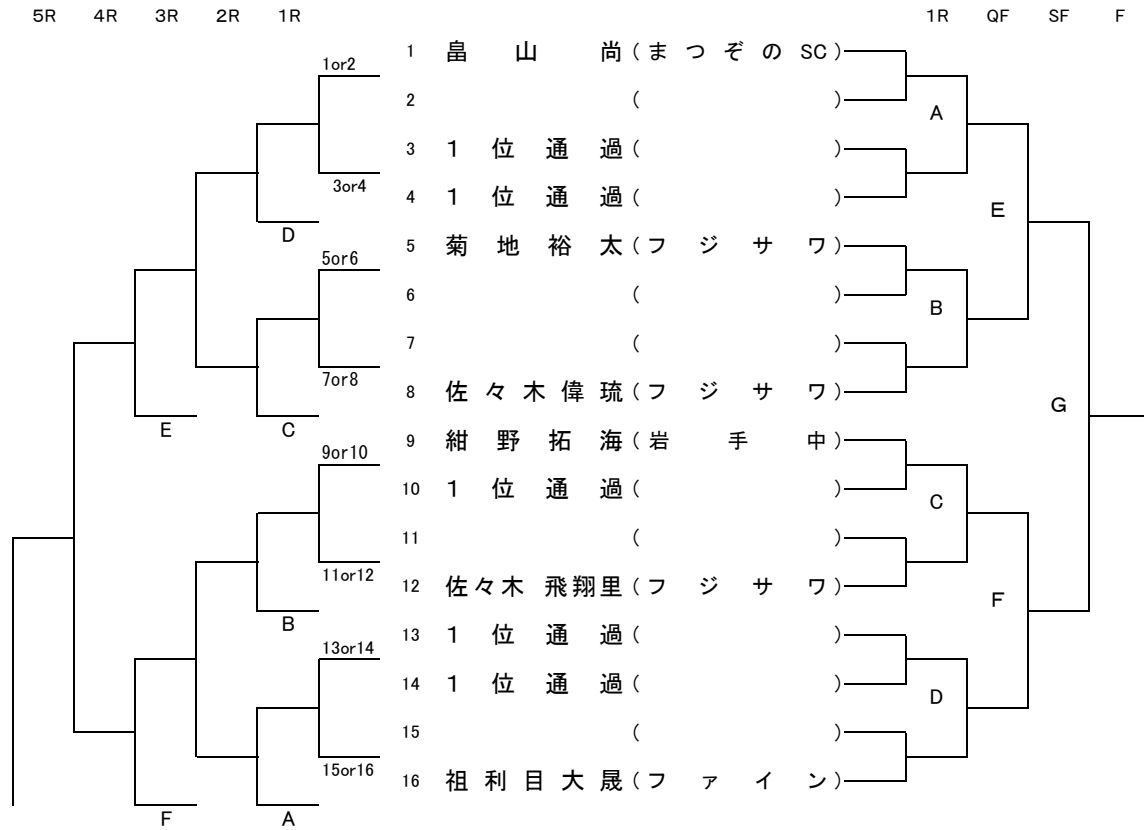 5R 4R 3R 2R 1R 1R QF SF F
1 畠山尚(まつぞのSC)
1or2
2 ( )
A
3 1位通過( )
3or4
4 1位通過( )
E
D
5 菊地裕太(フジサワ)
5or6
6 ( )
B
7 ( )
7or8
8 佐々木偉琉(フジサワ)
G
E C
9 紺野拓海(岩手中)
9or10
10 1位通過( )
C
11 ( )
11or12
12 佐々木飛翔里(フジサワ)
F
B
13 1位通過( )
13or14
14 1位通過( )
D
15 ( )
15or16
16 祖利目大晟(ファイン)
F A